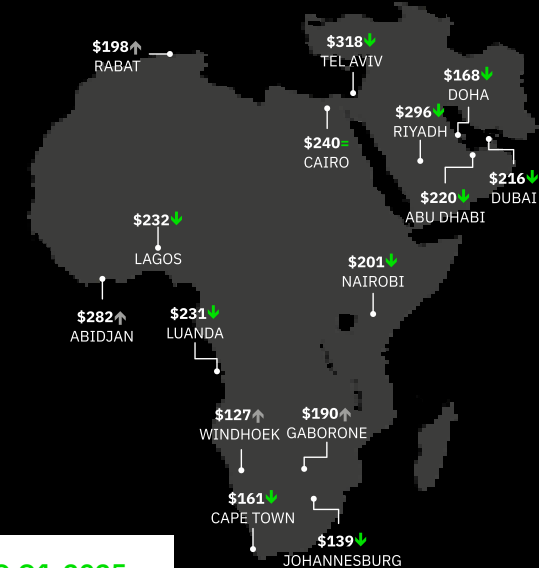 $198↑
RABAT
$318↓
TEL AVIV
$168↓
DOHA
$296↓
RIYADH
$240=
CAIRO
$216↓
DUBAI
$220↓
ABU DHABI
$232↓
LAGOS
$201↓
NAIROBI
$282↑
ABIDJAN
$231↓
LUANDA
$127↑
WINDHOEK
$190↑
GABORONE
$161↓
CAPE TOWN
$139↓
JOHANNESBURG